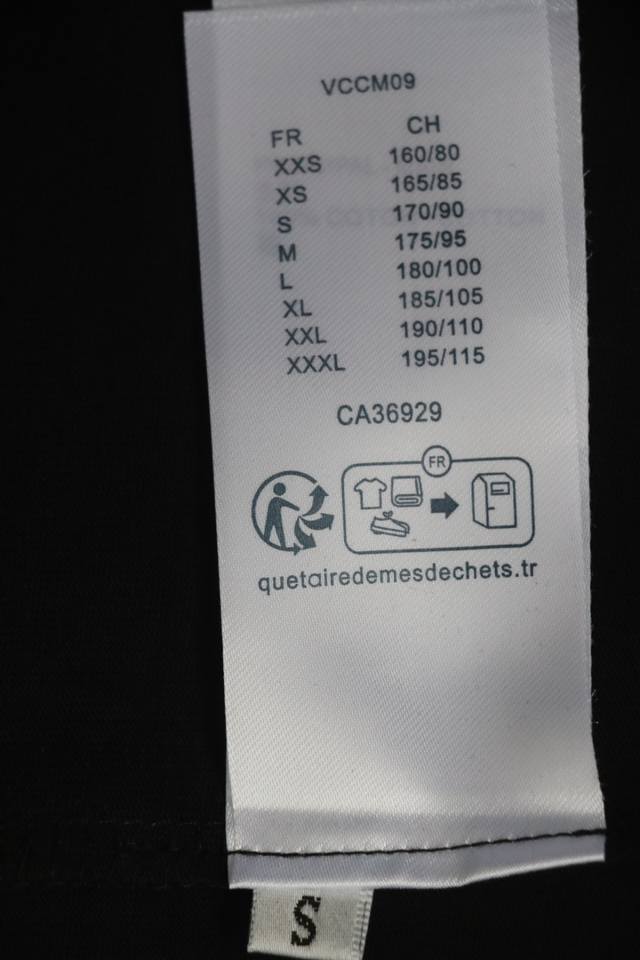 VCCM09
FR CH
XXS 160/80
XS 165/85
S 170/90
M 175/95
L 180/100
XL 185/105
XXL 190/110
XXXL 195/115
CA36929
FR
quetairedemesdechets.tr
S